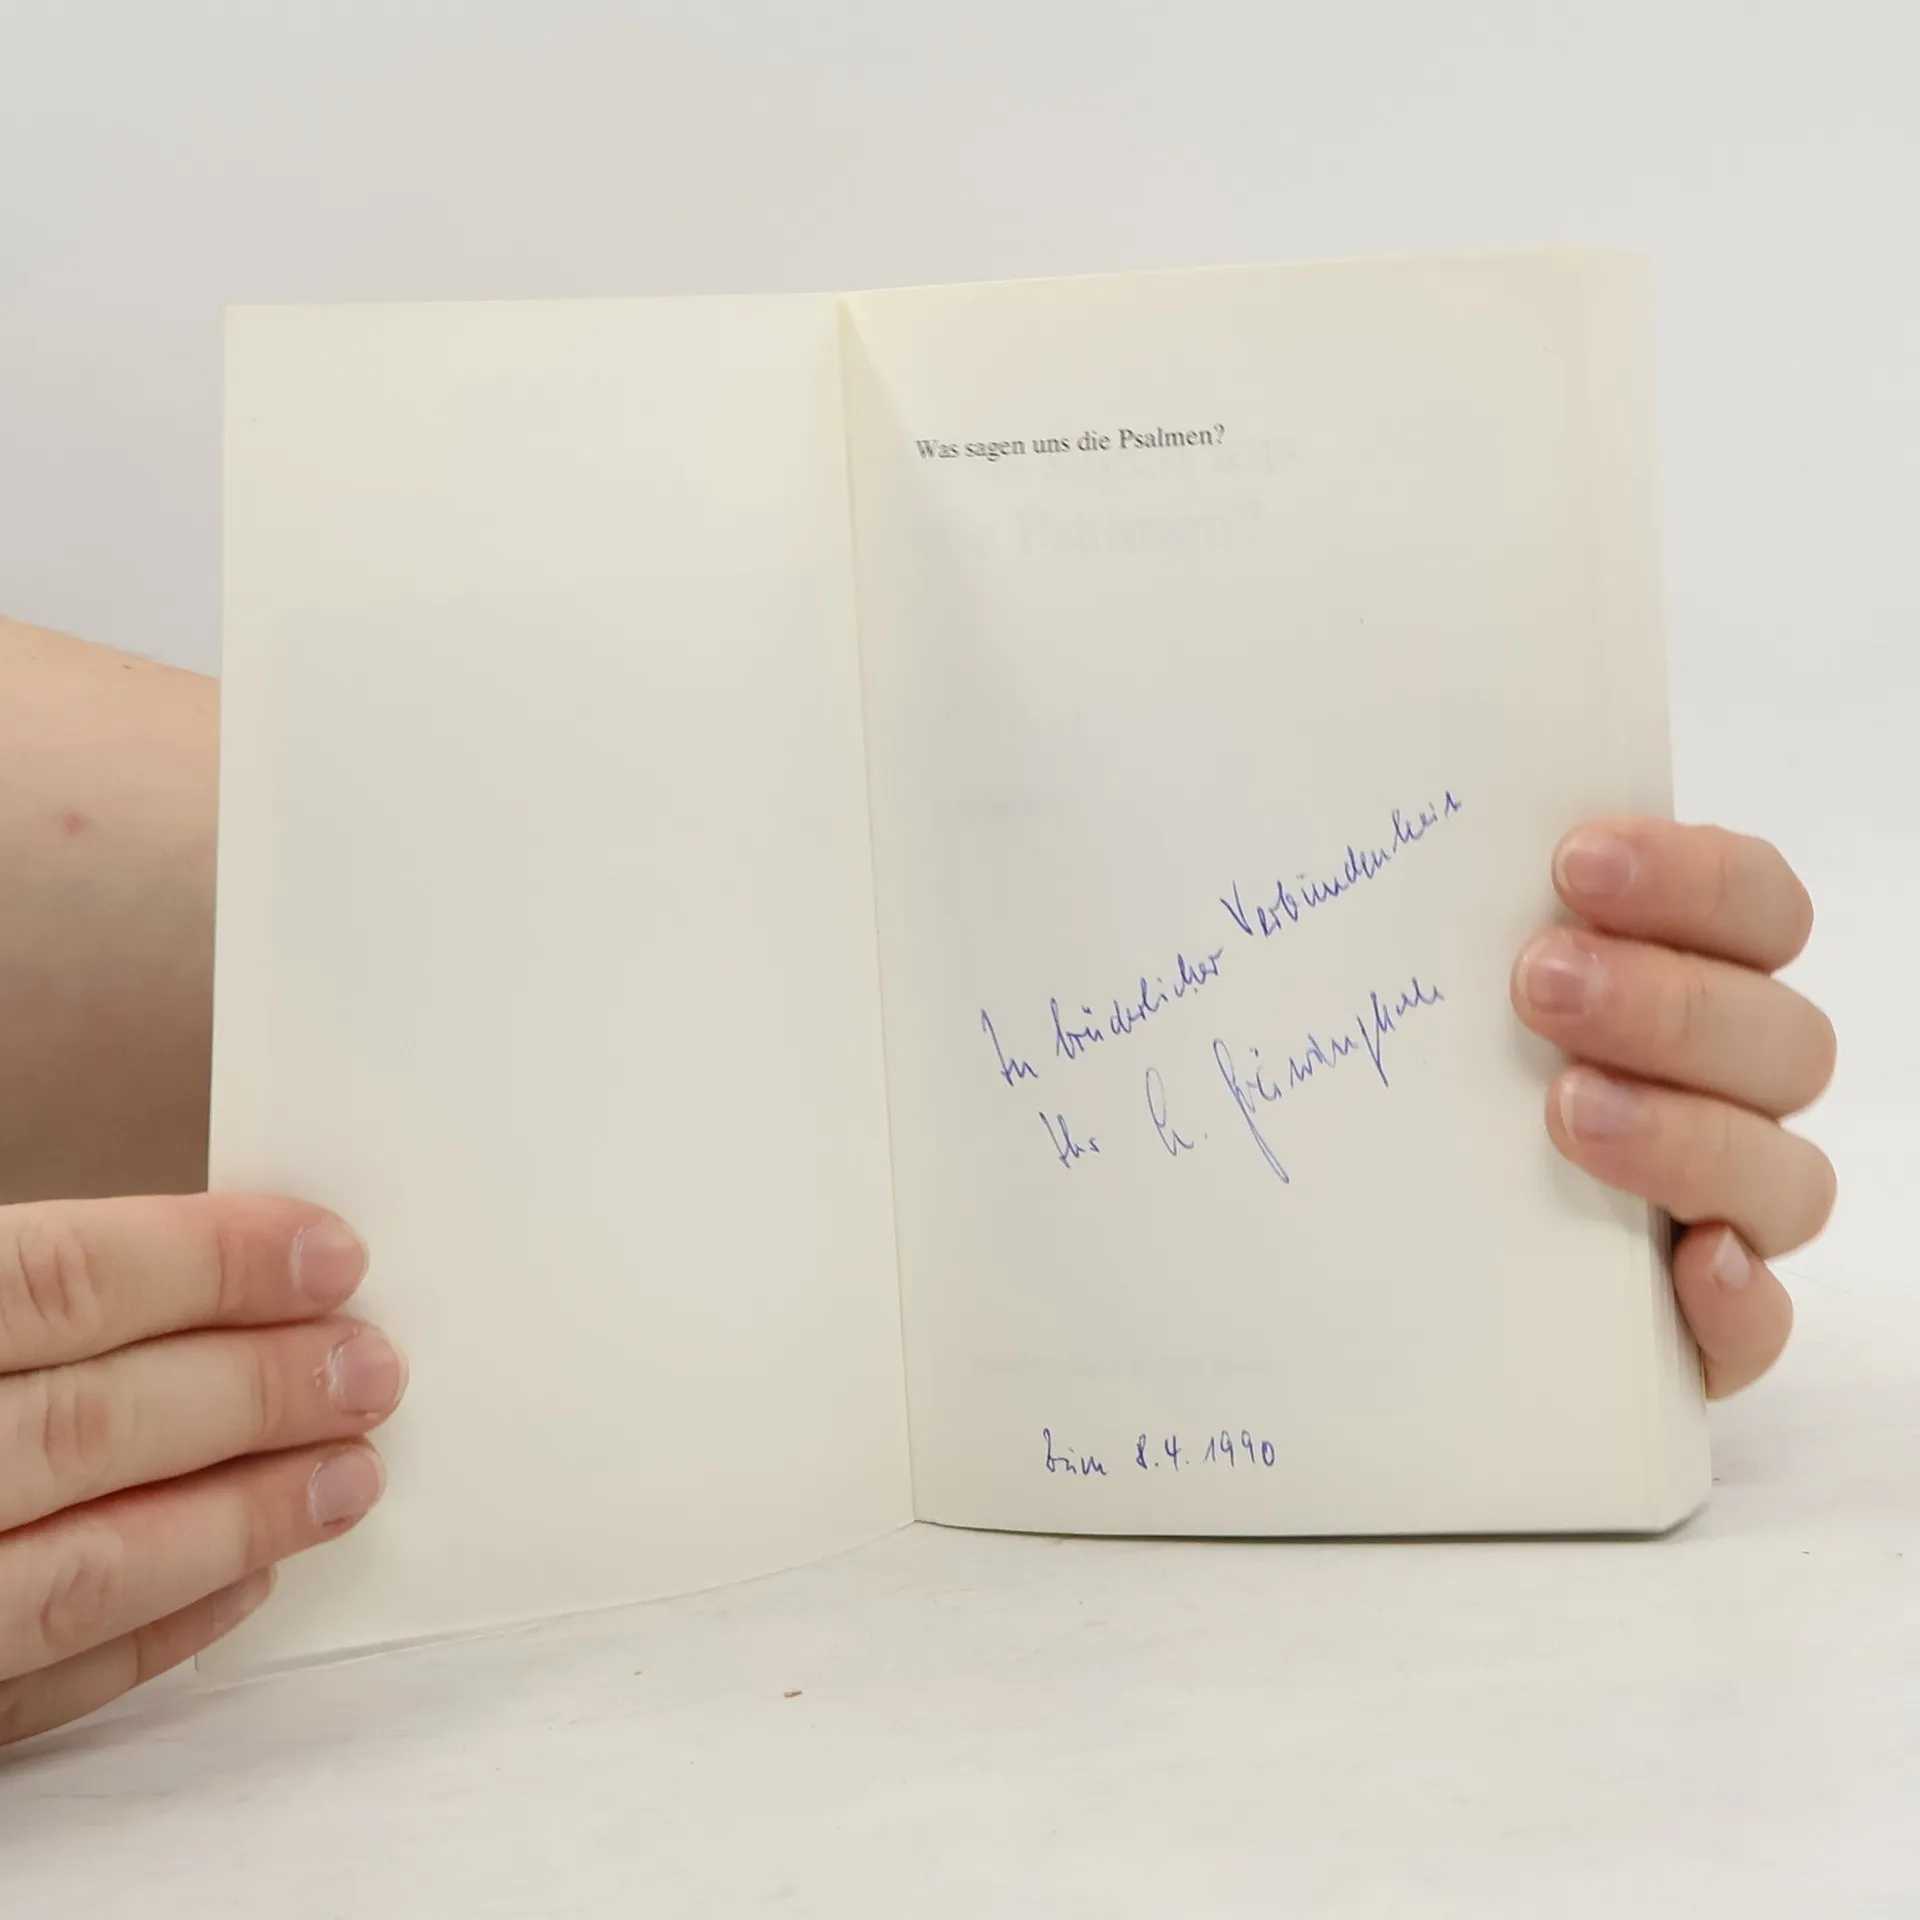 Was sagen uns die Psalmen?
In brüderlicher Verbundenheit
Ihr
8.4.1990